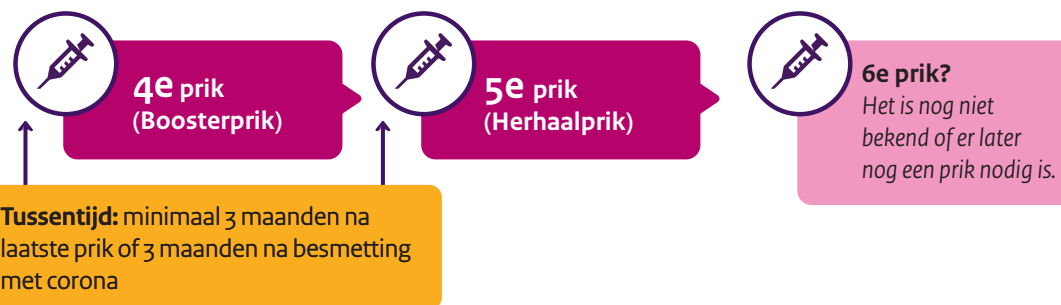 4e prik
(Boosterprik)
5e prik
(Herhaalprik)
6e prik?
Het is nog niet
bekend of er later
nog een prik nodig is.
Tussentijd: minimaal 3 maanden na
laatste prik of 3 maanden na besmetting
met corona